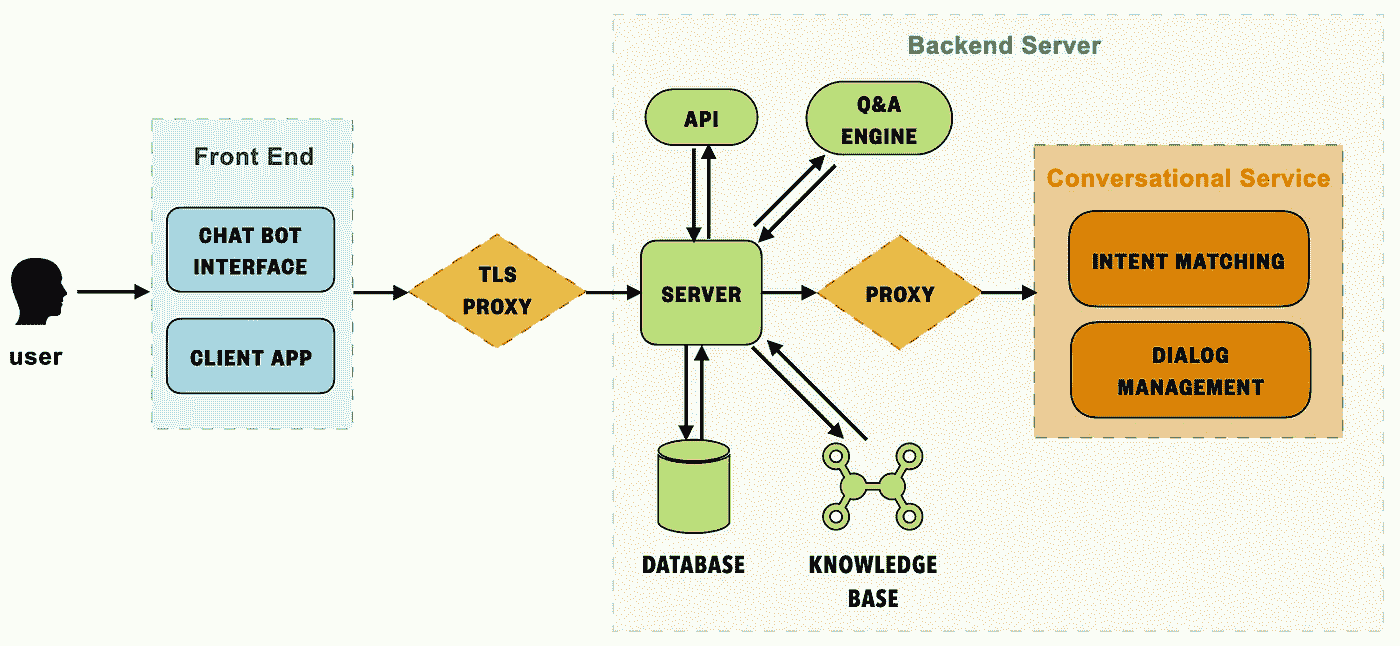 Backend Server
API
Q&A
ENGINE
Front End
Conversational Service
CHAT BOT
INTERFACE
TLS
PROXY
SERVER
PROXY
INTENT MATCHING
user
CLIENT APP
DIALOG
MANAGEMENT
DATABASE
KNOWLEDGE
BASE